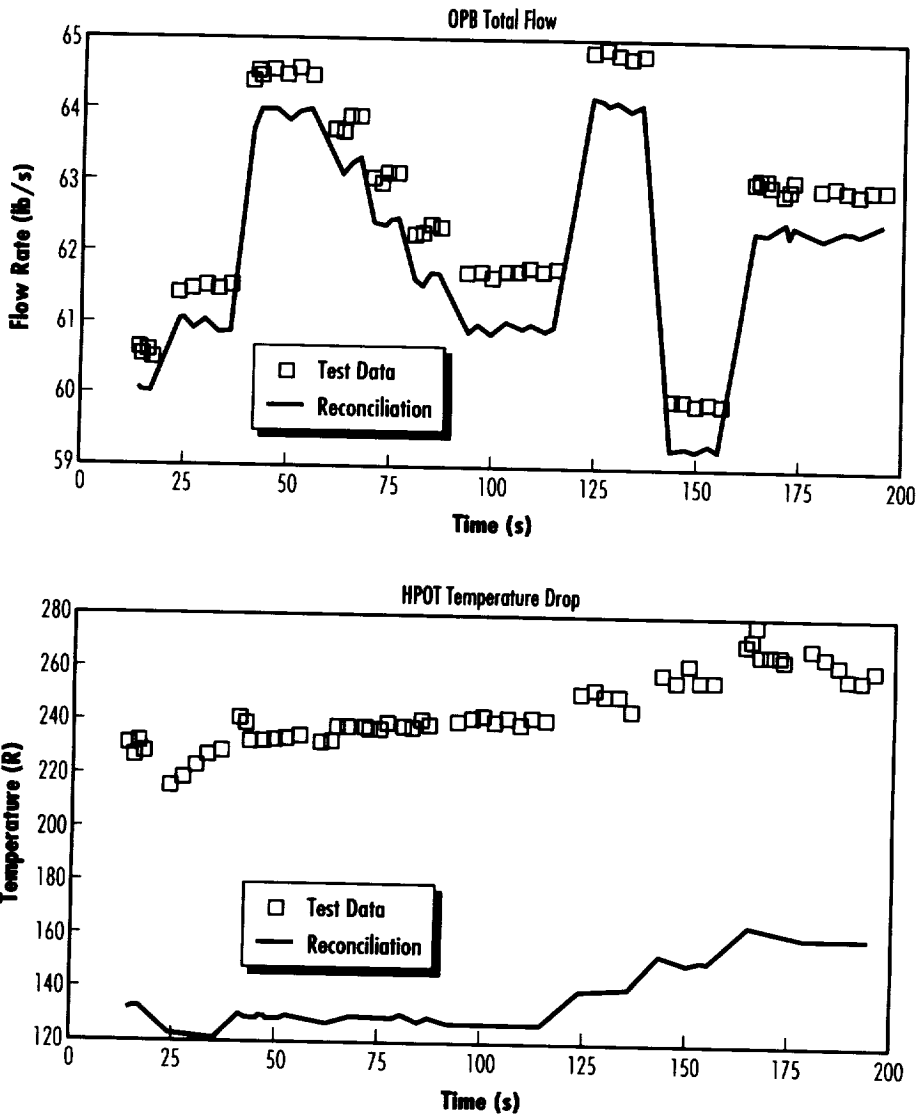 OPB Total Flow
65
64
63
62
61
60
59
Flow Rate (lb/s)
Test Data
Reconciliation
0 25 50 75 100 125 150 175 200
Time (s)
HPOT Temperature Drop
280
260
240
220
200
180
160
140
120
Temperature (R)
Test Data
Reconciliation
0 25 50 75 100 125 150 175 200
Time (s)